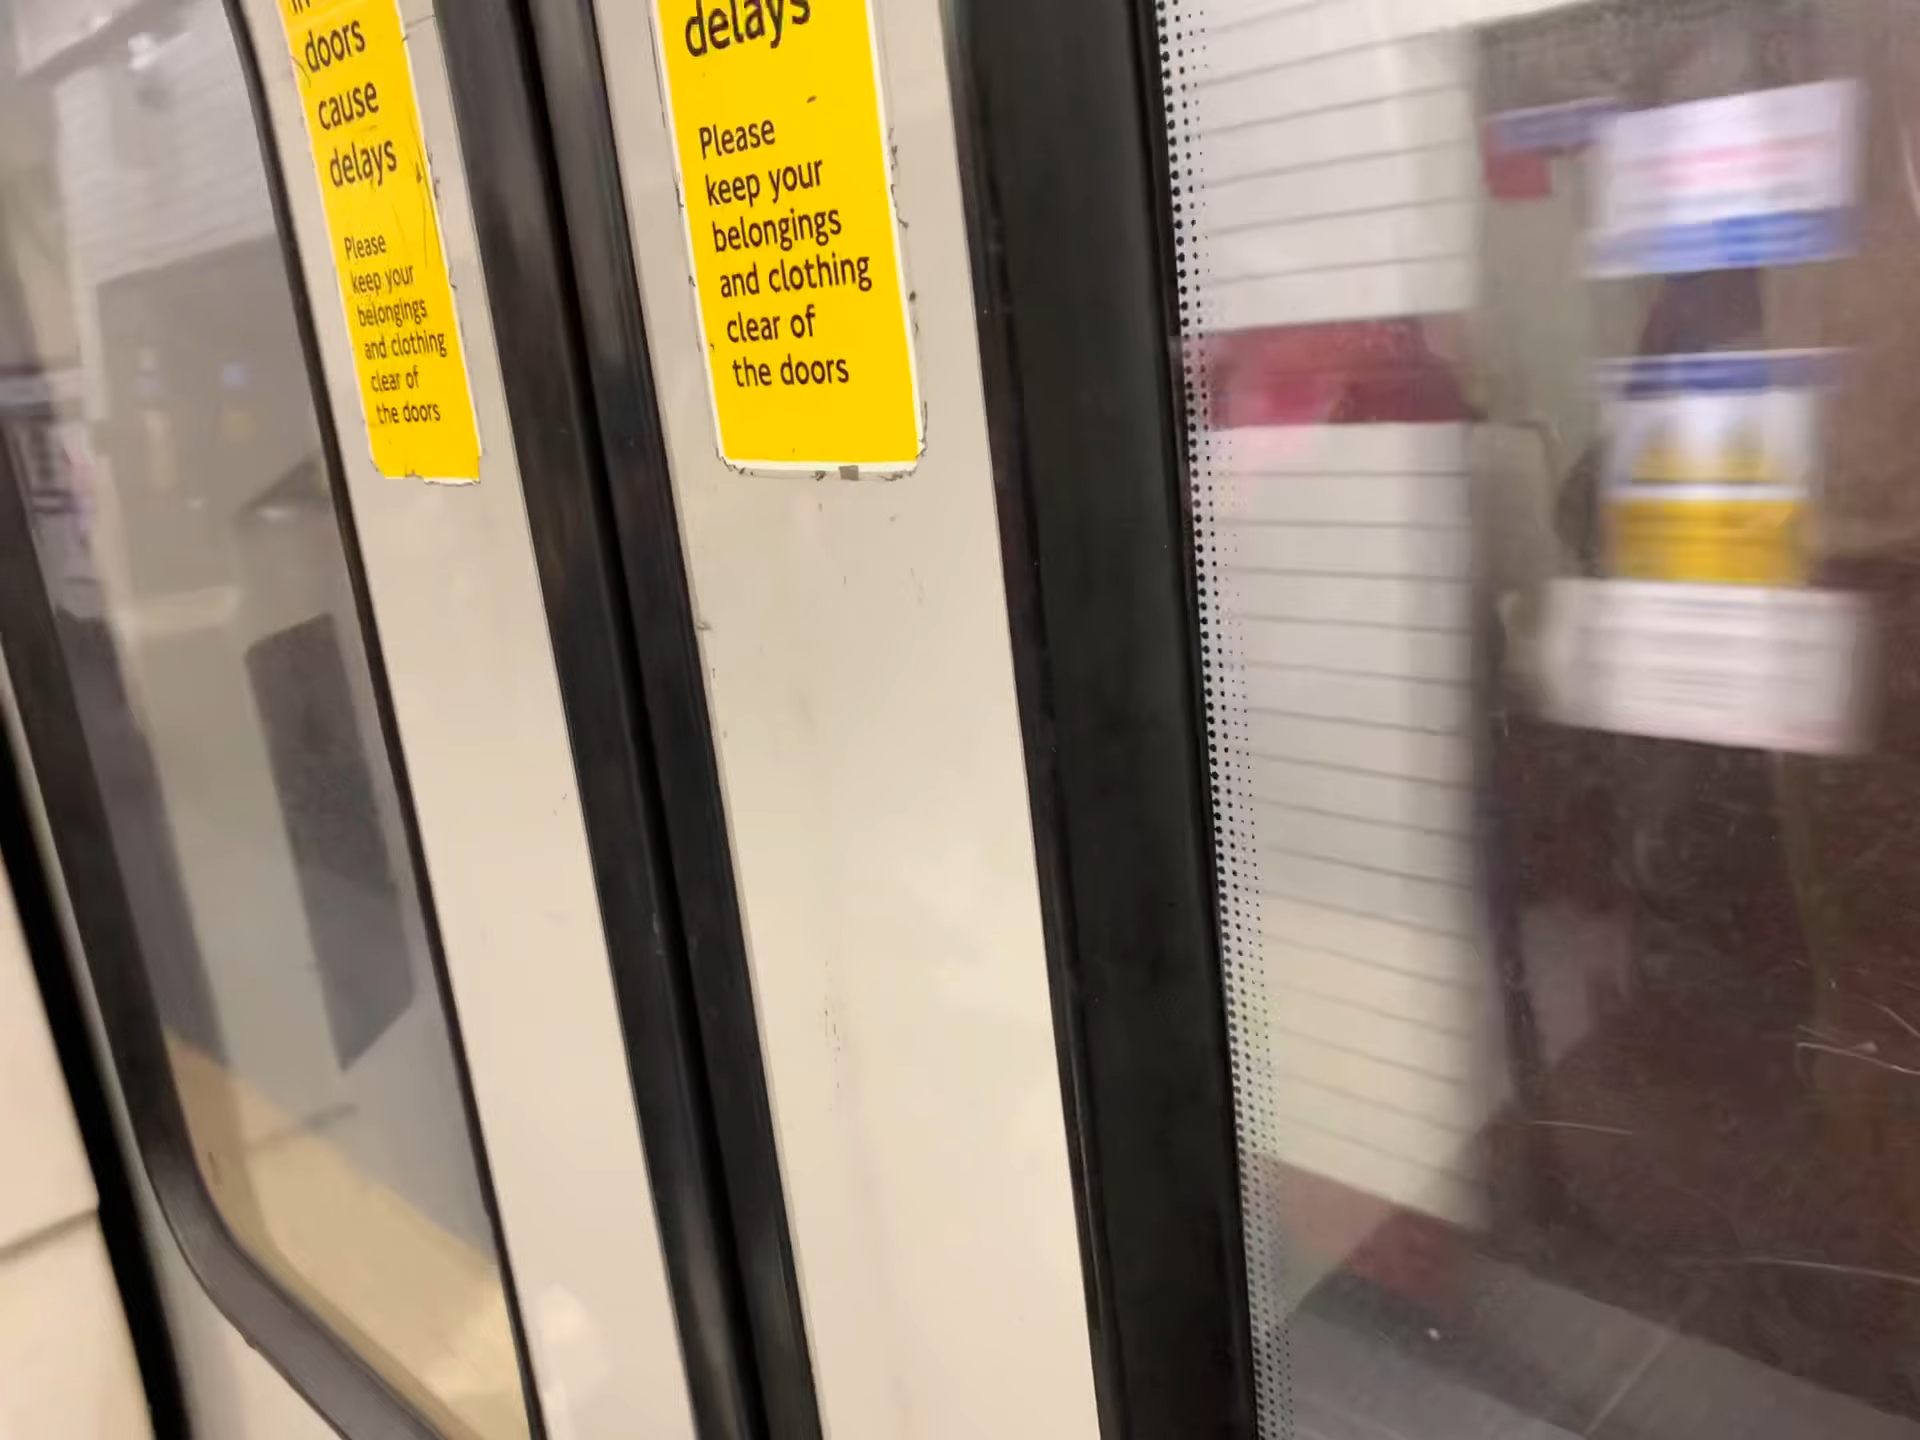 in
doors
cause
delays
Please
keep your
belongings
and clothing
clear of
the doors
delays
Please
keep your
belongings
and clothing
clear of
the doors